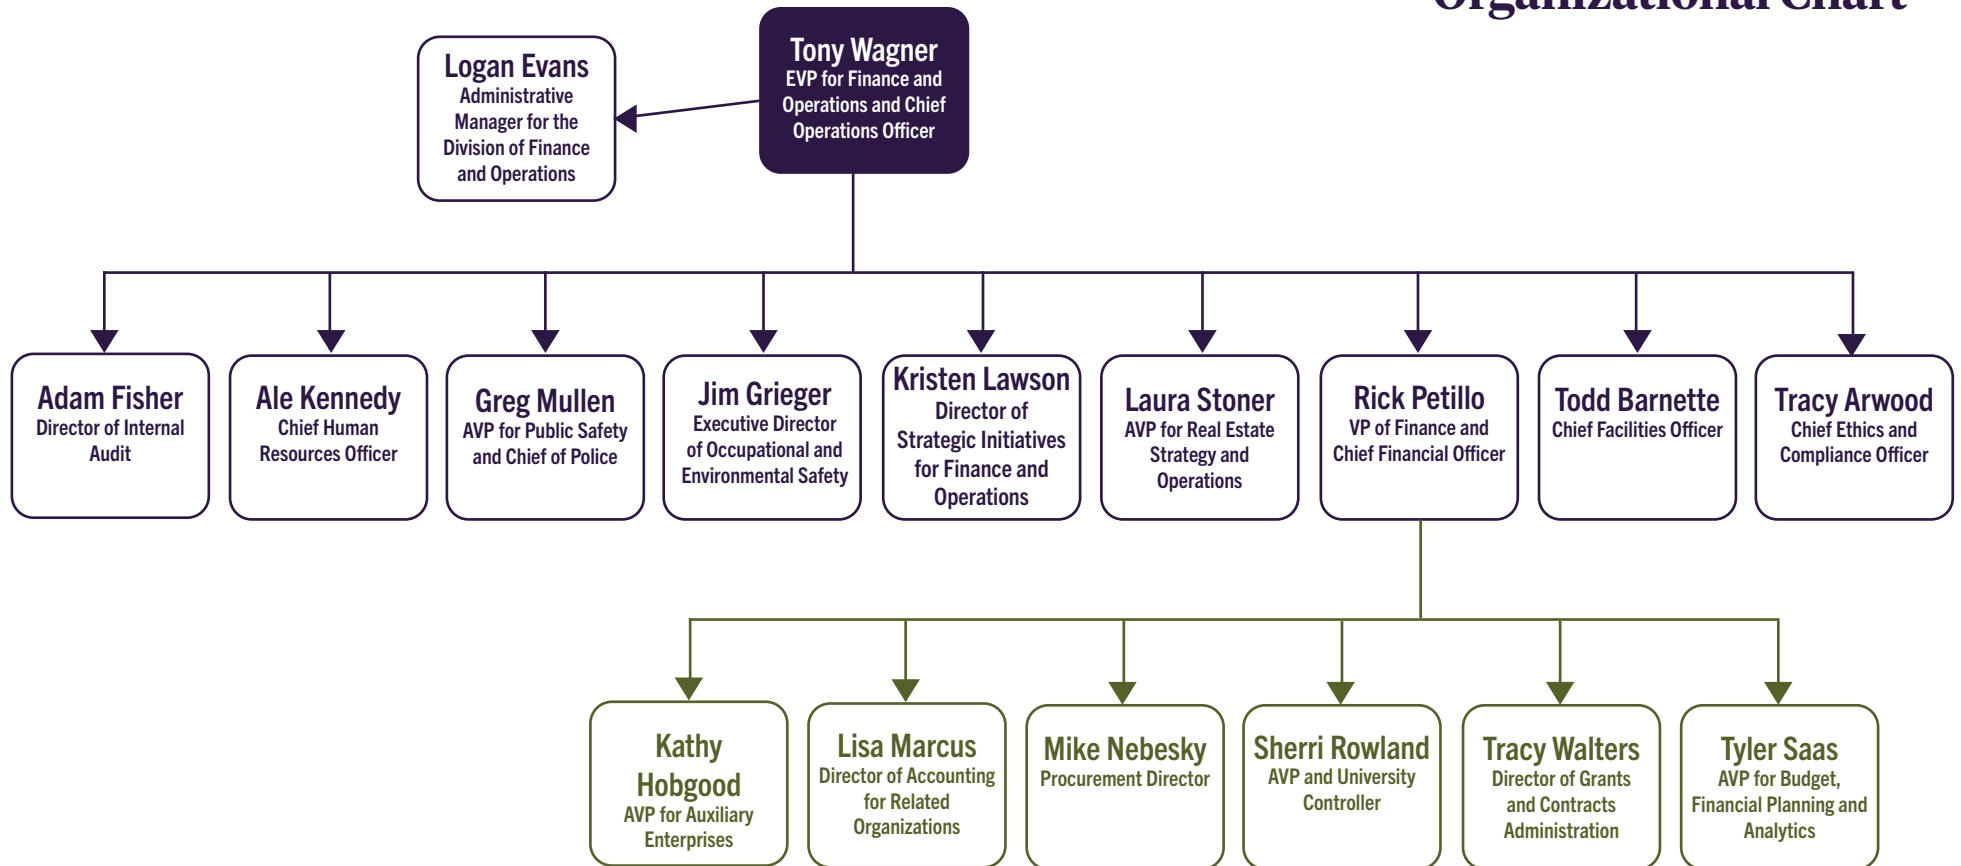 Organizational Chart
Tony Wagner
EVP for Finance and
Operations and Chief
Operations Officer
Logan Evans
Administrative
Manager for the
Division of Finance
and Operations
Adam Fisher
Director of Internal
Audit
Ale Kennedy
Chief Human
Resources Officer
Greg Mullen
AVP for Public Safety
and Chief of Police
Jim Grieger
Executive Director
of Occupational and
Environmental Safety
Kristen Lawson
Director of
Strategic Initiatives
for Finance and
Operations
Laura Stoner
AVP for Real Estate
Strategy and
Operations
Rick Petillo
VP of Finance and
Chief Financial Officer
Todd Barnette
Chief Facilities Officer
Tracy Arwood
Chief Ethics and
Compliance Officer
Kathy
Hobgood
AVP for Auxiliary
Enterprises
Lisa Marcus
Director of Accounting
for Related
Organizations
Mike Nebesky
Procurement Director
Sherri Rowland
AVP and University
Controller
Tracy Walters
Director of Grants
and Contracts
Administration
Tyler Saas
AVP for Budget,
Financial Planning and
Analytics